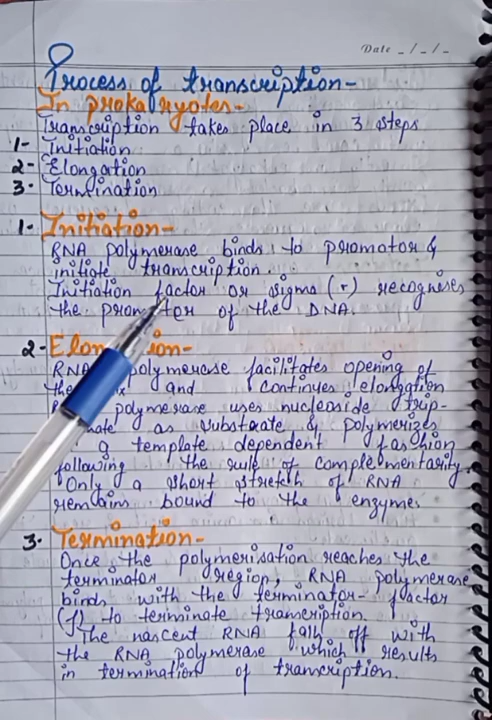 Date _/_/_
Process of transcription-
In prokaryotes-
Transcription takes place in 3 steps
1- Initiation
2- Elongation
3- Termination
1- Initiation-
RNA polymerase binds to promotor &
initiate transcription.
Initiation factor or sigma (r) recognises
the of the DNA.
2- 
RNA polymerase facilitates opening of
the and continues elongation
polymerase uses nucleoside trip-
as substrate & polymerizes
a template dependent fashion
following the rule of complementarity.
Only a short stretch of RNA
remains bound to the enzyme.
3- Termination-
Once the polymerisation reaches the
terminator region, RNA polymerase
binds with the terminator- factor
(f) to terminate transcription.
The nascent RNA falls off with
the RNA polymerase which results
in termination of transcription.